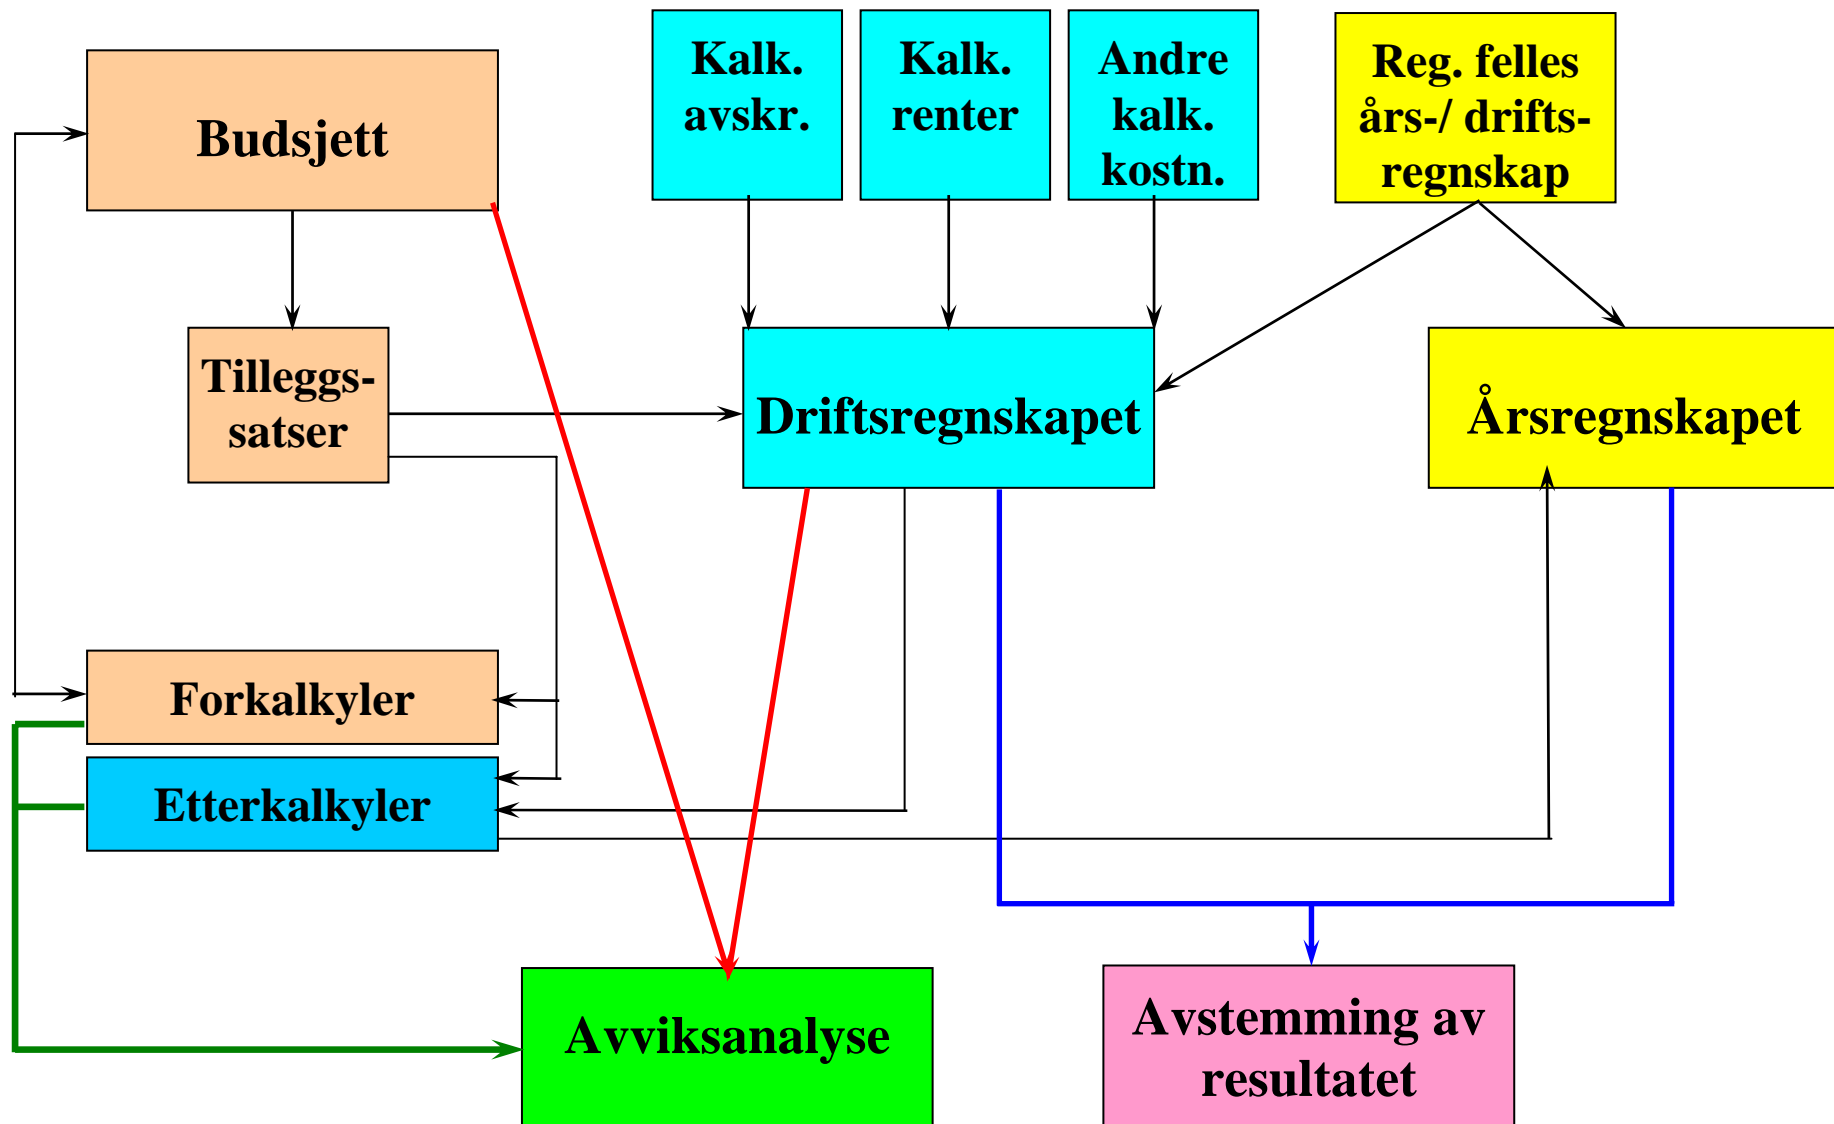 Budsjett
Kalk.
avskr.
Kalk.
renter
Andre
kalk.
kostn.
Reg. felles
års-/ drifts-
regnskap
Tilleggs-
satser
Driftsregnskapet
Årsregnskapet
Forkalkyler
Etterkalkyler
Avviksanalyse
Avstemming av
resultatet